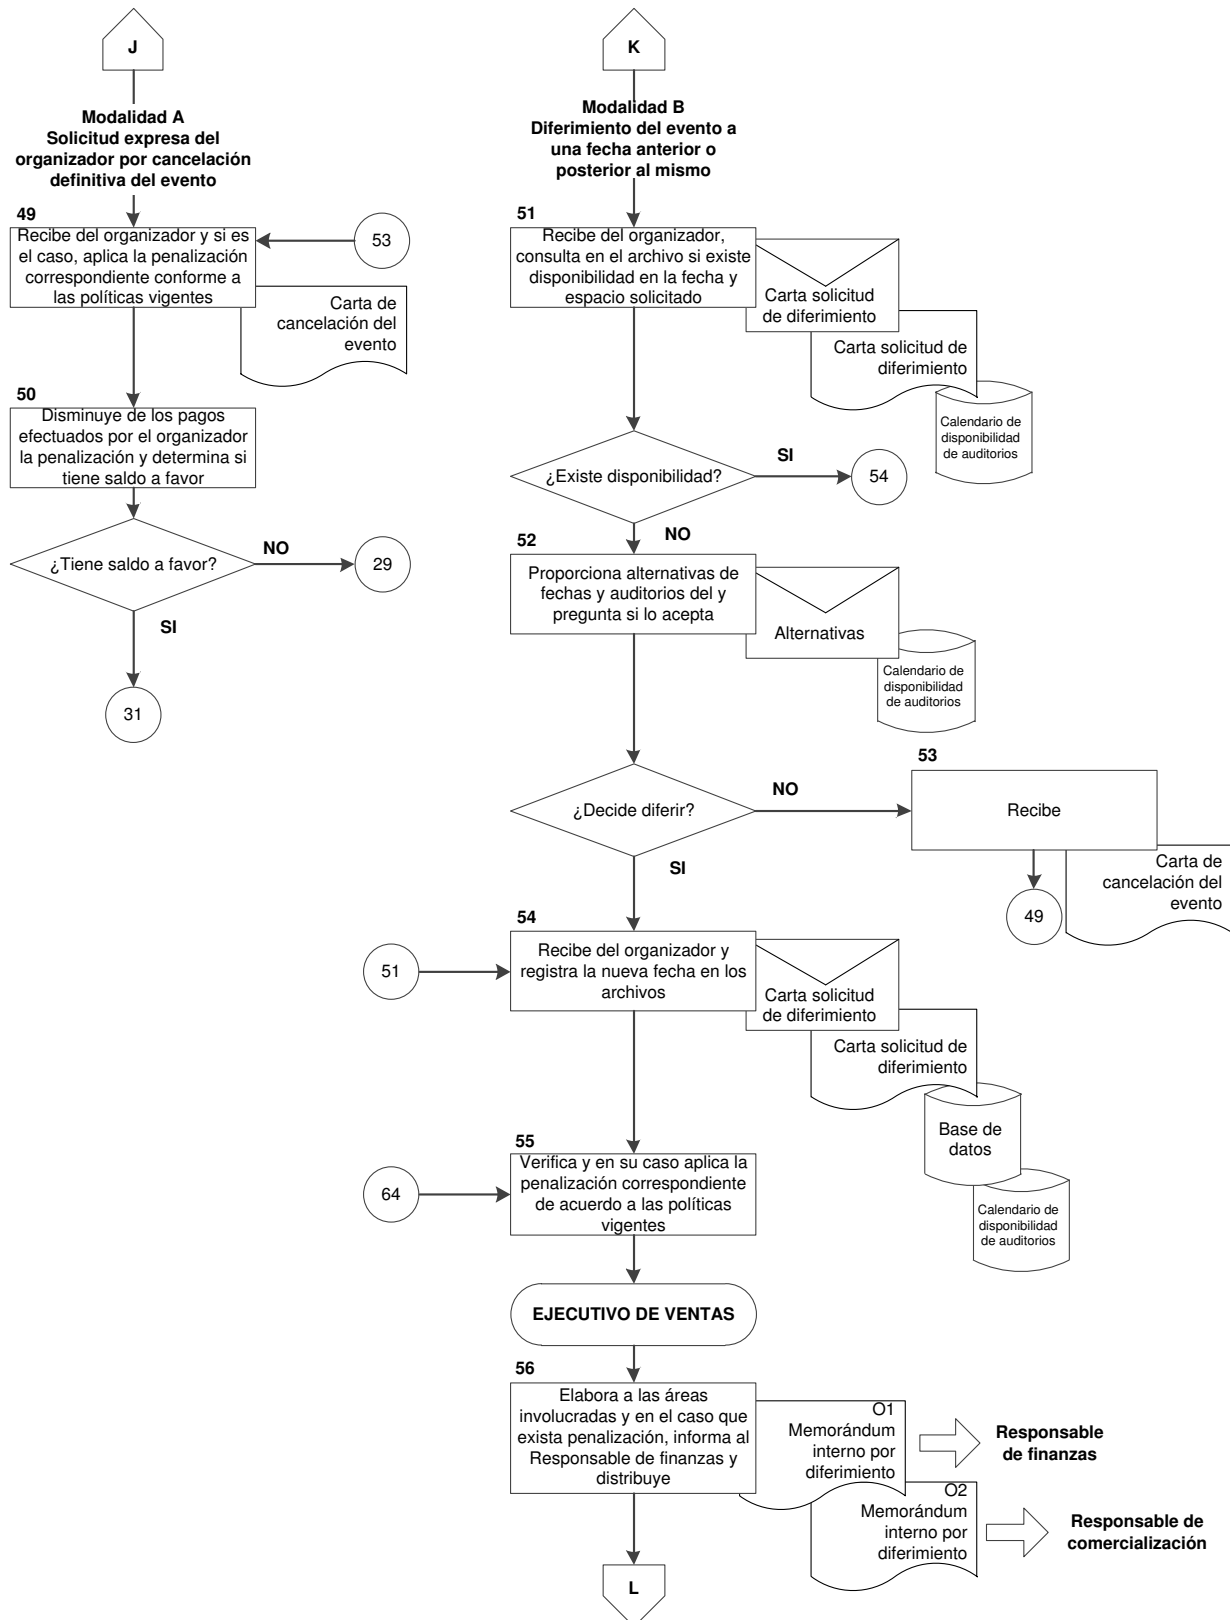 J
Modalidad A
Solicitud expresa del
organizador por cancelación
definitiva del evento
49
Recibe del organizador y si es
el caso, aplica la penalización
correspondiente conforme a
las políticas vigentes
53
Carta de
cancelación del
evento
50
Disminuye de los pagos
efectuados por el organizador
la penalización y determina si
tiene saldo a favor
¿Tiene saldo a favor?
NO
29
SI
31
K
Modalidad B
Diferimiento del evento a
una fecha anterior o
posterior al mismo
51
Recibe del organizador,
consulta en el archivo si existe
disponibilidad en la fecha y
espacio solicitado
Carta solicitud
de diferimiento
Carta solicitud de
diferimiento
Calendario de
disponibilidad
de auditorios
¿Existe disponibilidad?
SI
54
NO
52
Proporciona alternativas de
fechas y auditorios del y
pregunta si lo acepta
Alternativas
Calendario de
disponibilidad
de auditorios
¿Decide diferir?
NO
53
Recibe
Carta de
cancelación del
evento
49
SI
54
Recibe del organizador y
registra la nueva fecha en los
archivos
51
Carta solicitud
de diferimiento
Carta solicitud de
diferimiento
Base de
datos
Calendario de
disponibilidad
de auditorios
55
Verifica y en su caso aplica la
penalización correspondiente
de acuerdo a las políticas
vigentes
64
EJECUTIVO DE VENTAS
56
Elabora a las áreas
involucradas y en el caso que
exista penalización, informa al
Responsable de finanzas y
distribuye
O1
Memorándum
interno por
diferimiento
Responsable
de finanzas
O2
Memorándum
interno por
diferimiento
Responsable de
comercialización
L